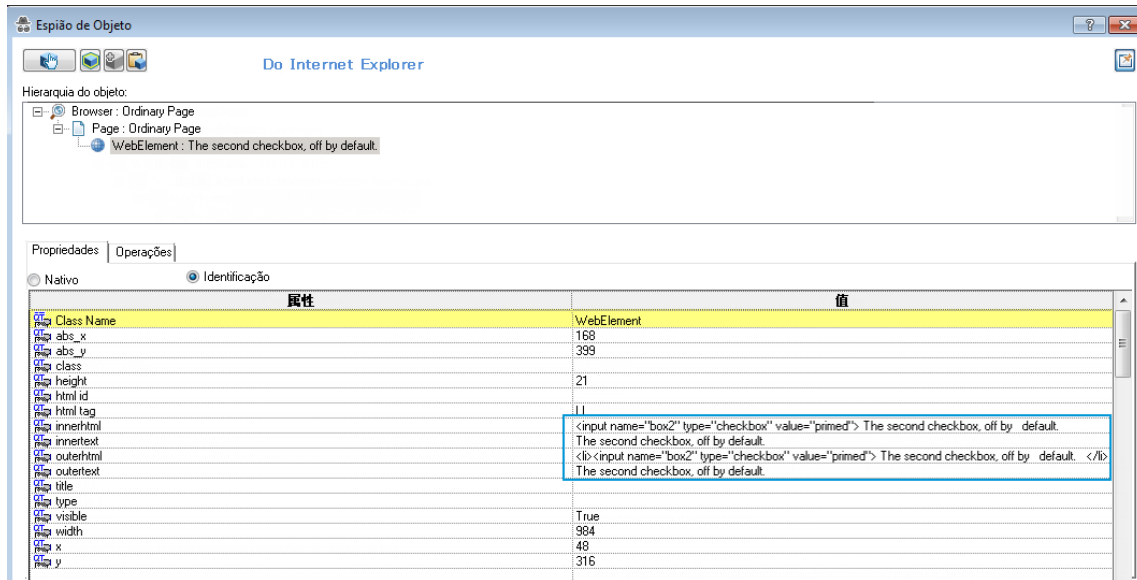 Espião de Objeto
Do Internet Explorer
Hierarquia do objeto:
Browser : Ordinary Page
Page : Ordinary Page
WebElement : The second checkbox, off by default.
Propriedades Operações
Nativo Identificação
属性 值
Class Name WebElement
abs_x 168
abs_y 399
class
height 21
html id
html tag LI
innerhtml <input name="box2" type="checkbox" value="primed"> The second checkbox, off by default.
innertext The second checkbox, off by default.
outerhtml <li><input name="box2" type="checkbox" value="primed"> The second checkbox, off by default. </li>
outertext The second checkbox, off by default.
title
type
visible True
width 984
x 48
y 316